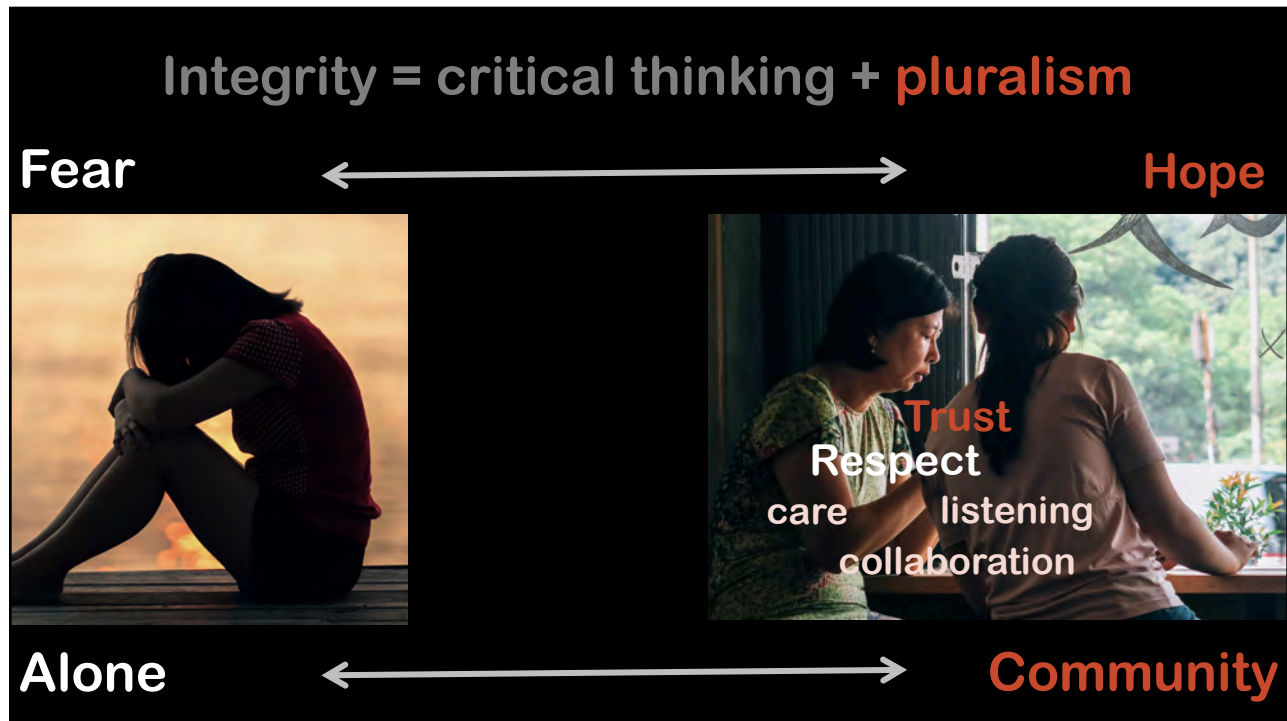 Integrity = critical thinking + pluralism
Fear
Hope
Trust
Respect
care listening
collaboration
Alone
Community